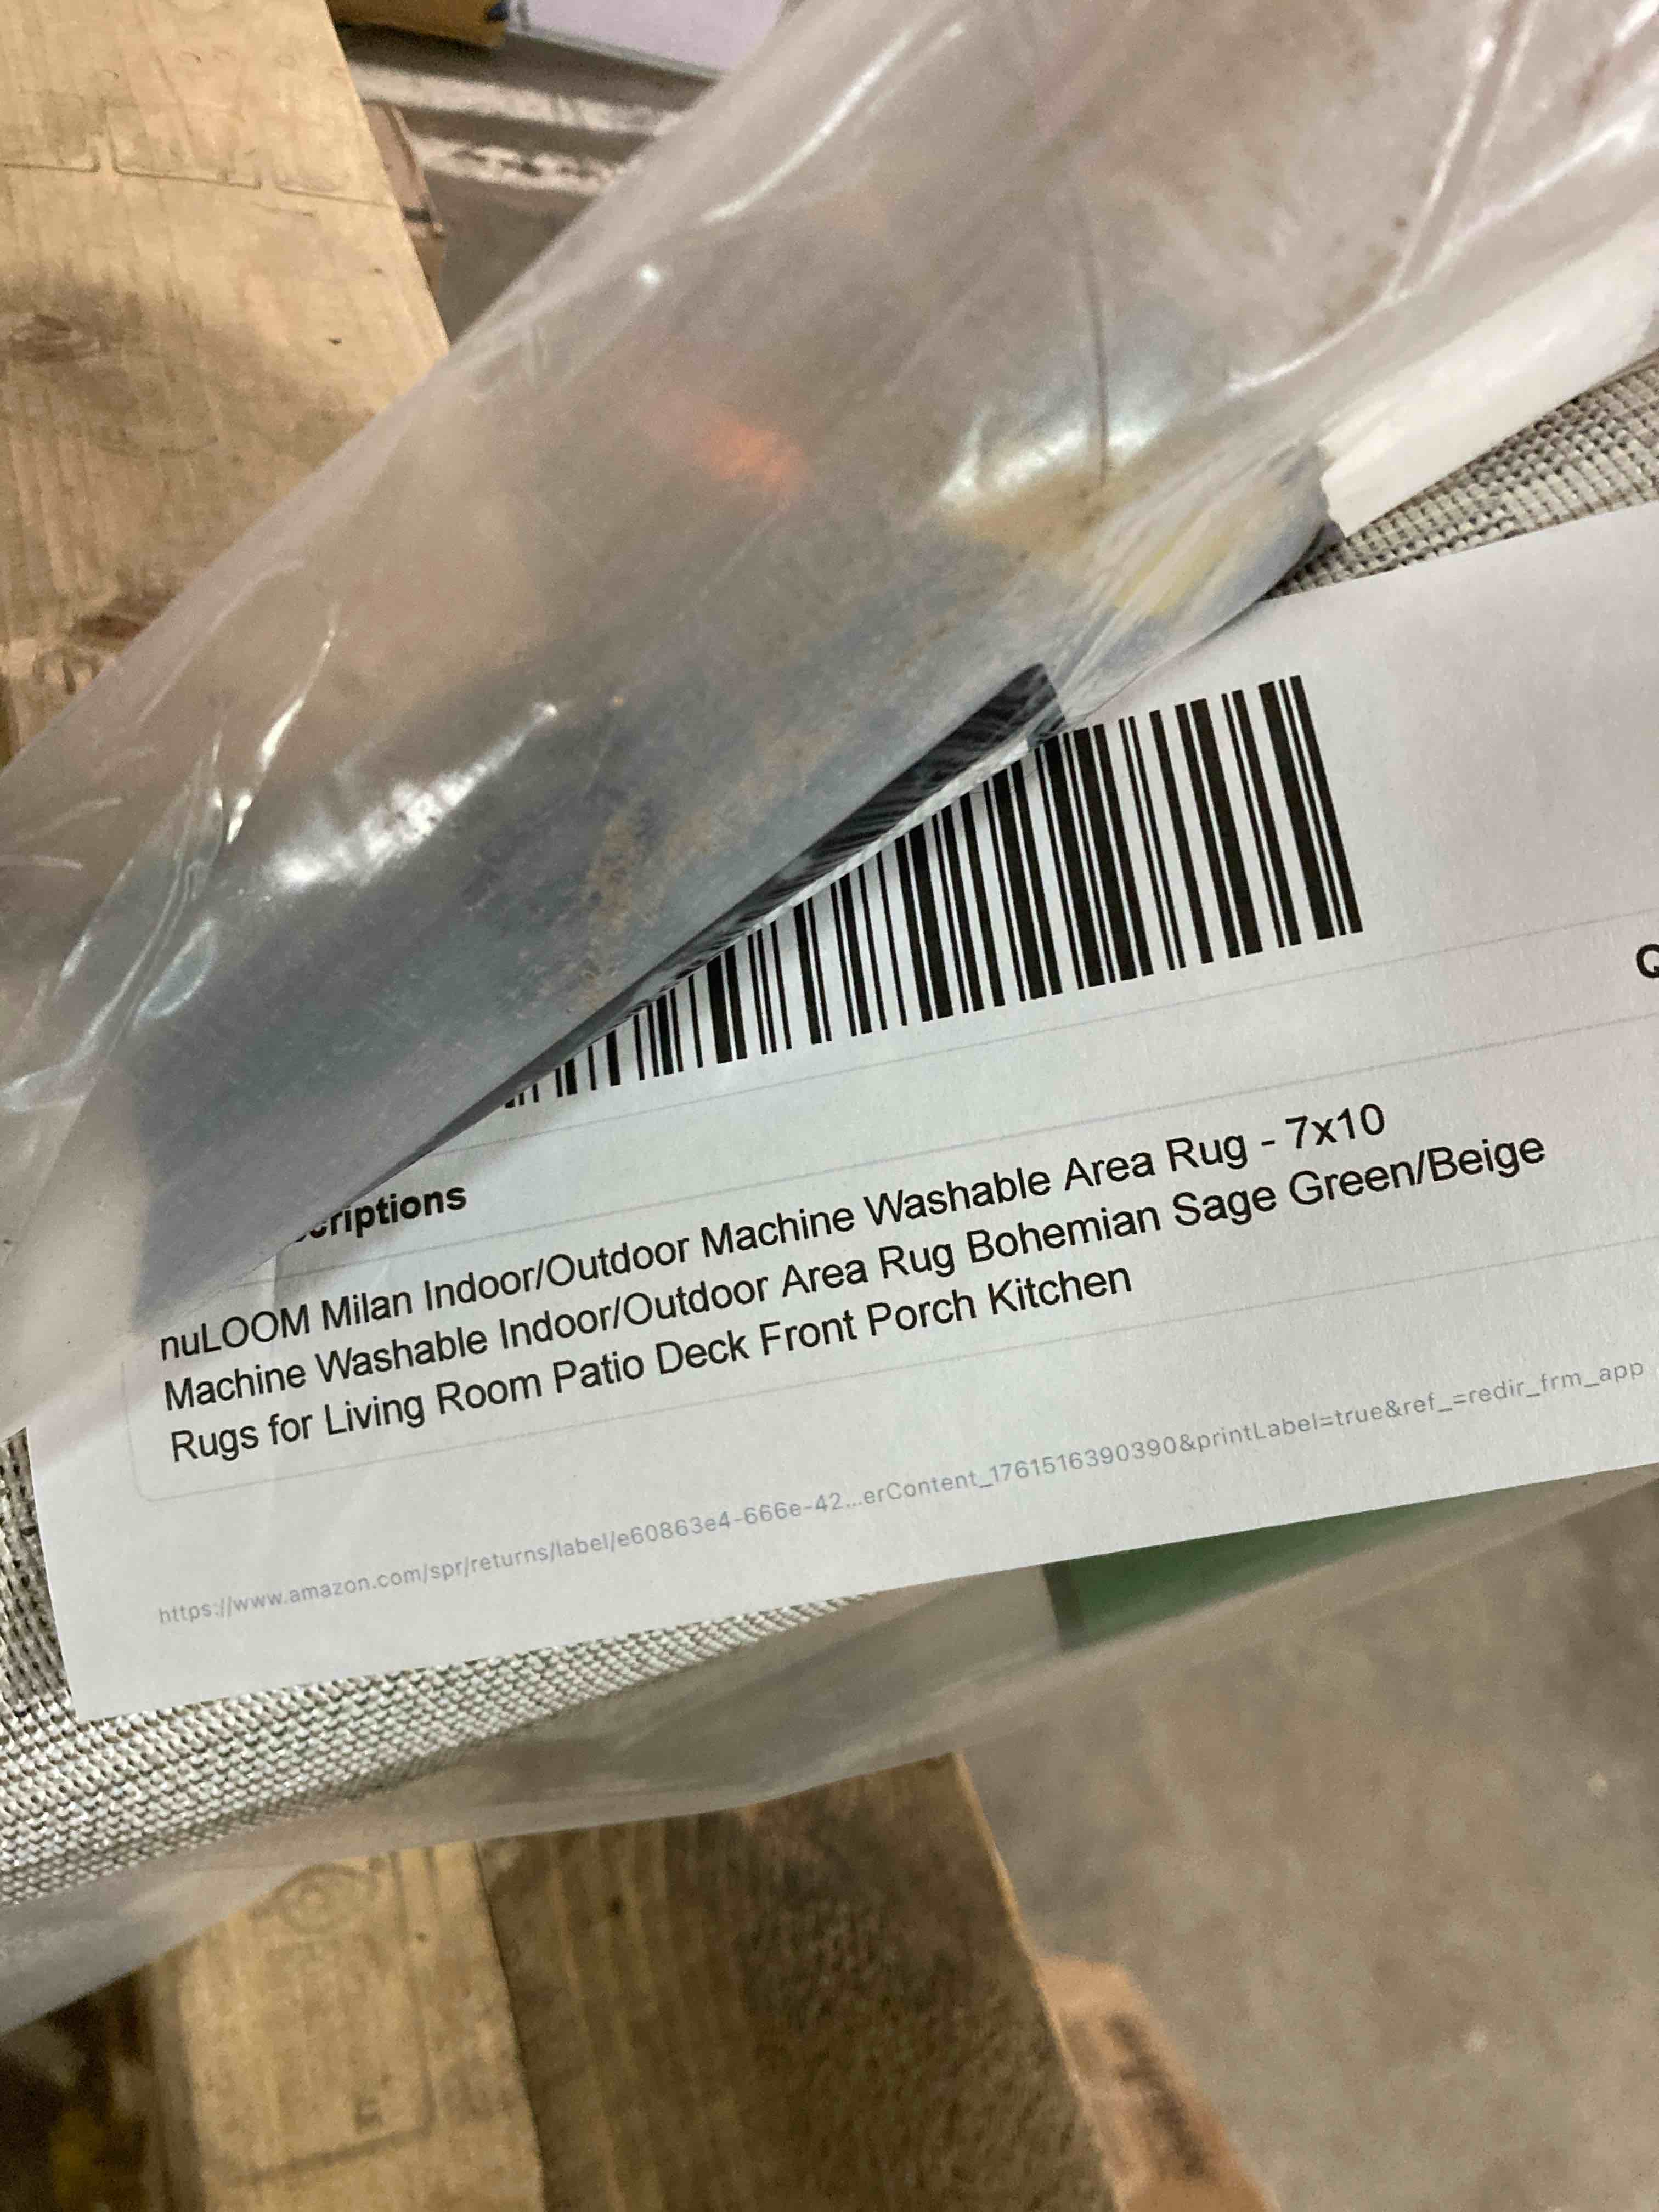 Q
criptions
nuLOOM Milan Indoor/Outdoor Machine Washable Area Rug - 7x10
Machine Washable Indoor/Outdoor Area Rug Bohemian Sage Green/Beige
Rugs for Living Room Patio Deck Front Porch Kitchen
https://www.amazon.com/spr/returns/label/e60863e4-666e-42...erContent_1761516390390&printLabel=true&ref_=redir_frm_app